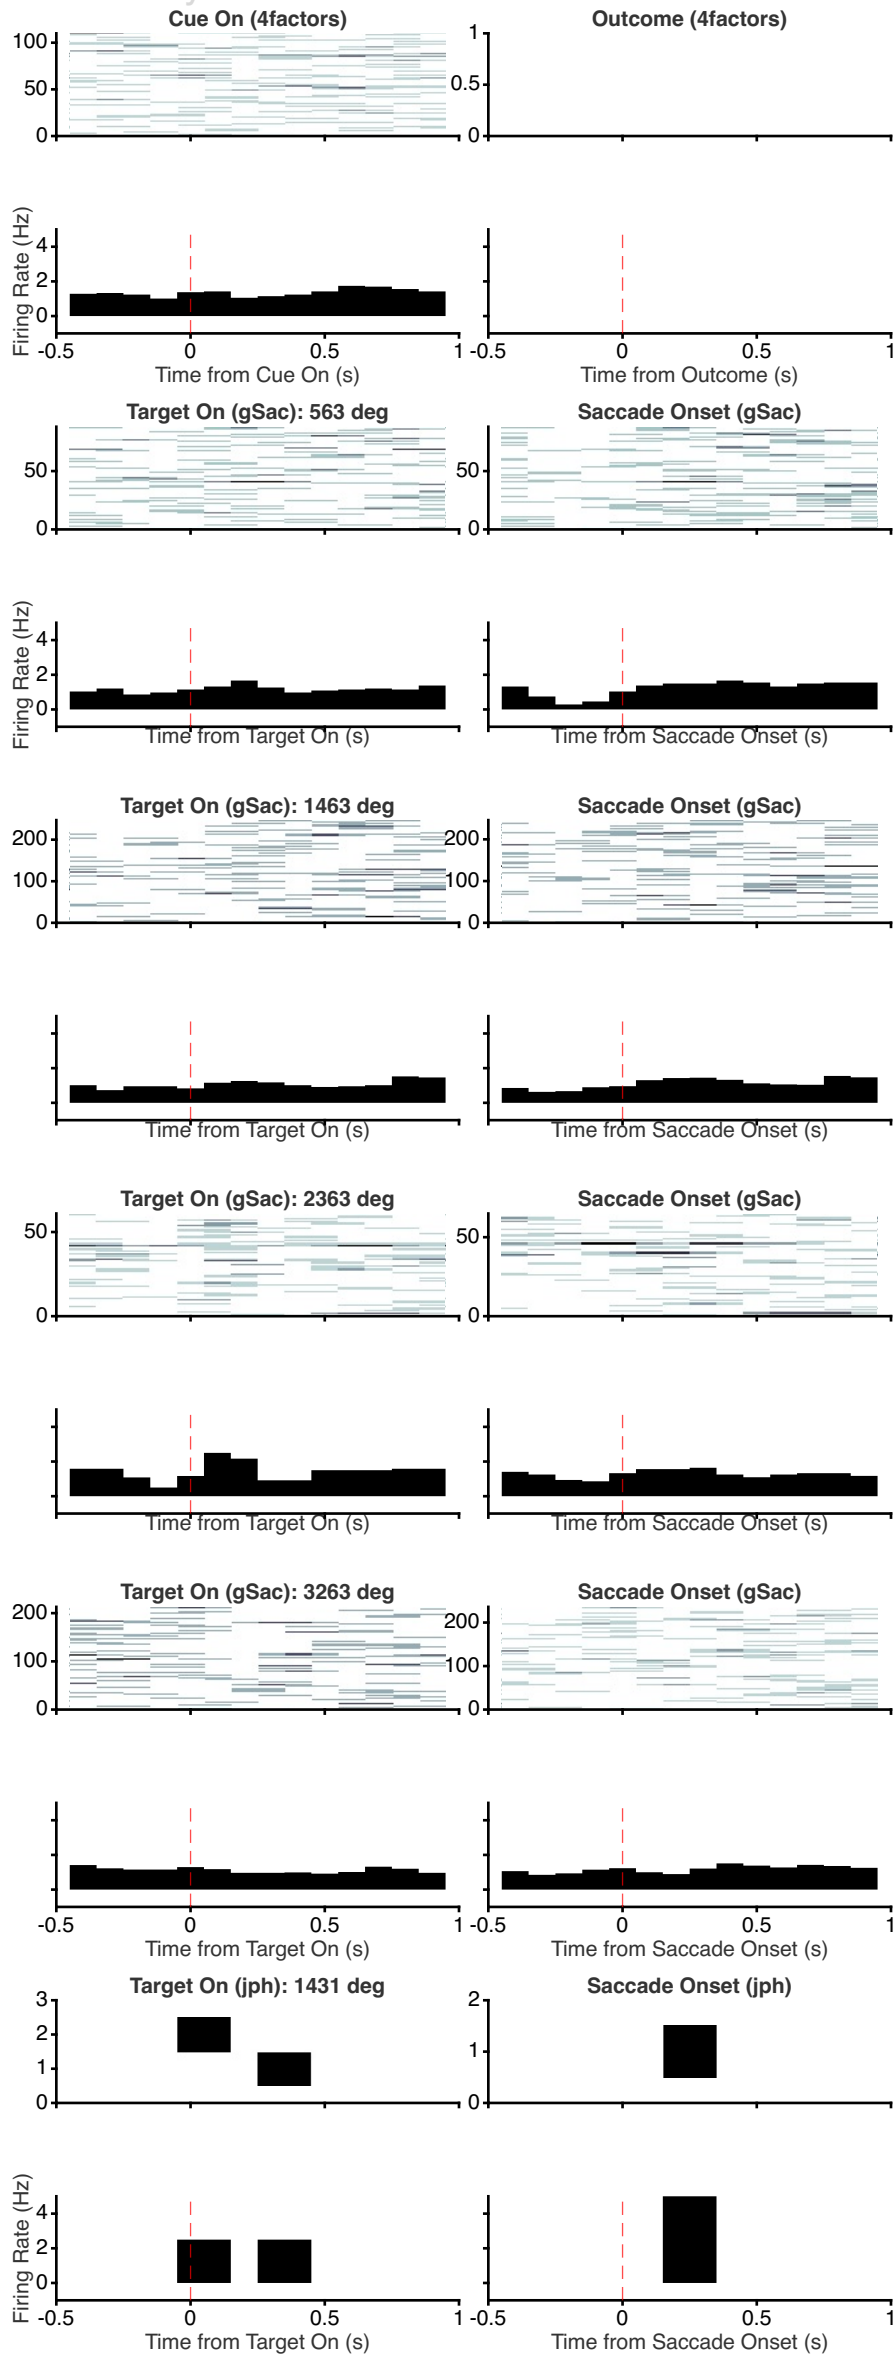 Cue On (4factors)
Outcome (4factors)
100
50
0
1
0.5
0
Firing Rate (Hz)
4
2
0
-0.5 0 0.5 1
-0.5 0 0.5 1
Time from Cue On (s)
Time from Outcome (s)
Target On (gSac): 563 deg
Saccade Onset (gSac)
50
0
50
0
Firing Rate (Hz)
4
2
0
Time from Target On (s)
Time from Saccade Onset (s)
Target On (gSac): 1463 deg
Saccade Onset (gSac)
200
100
0
200
100
0
Time from Target On (s)
Time from Saccade Onset (s)
Target On (gSac): 2363 deg
Saccade Onset (gSac)
50
0
50
0
Time from Target On (s)
Time from Saccade Onset (s)
Target On (gSac): 3263 deg
Saccade Onset (gSac)
200
100
0
200
100
0
-0.5 0 0.5 1
-0.5 0 0.5 1
Time from Target On (s)
Time from Saccade Onset (s)
Target On (jph): 1431 deg
Saccade Onset (jph)
3
2
1
0
2
1
0
Firing Rate (Hz)
4
2
0
-0.5 0 0.5 1
-0.5 0 0.5 1
Time from Target On (s)
Time from Saccade Onset (s)